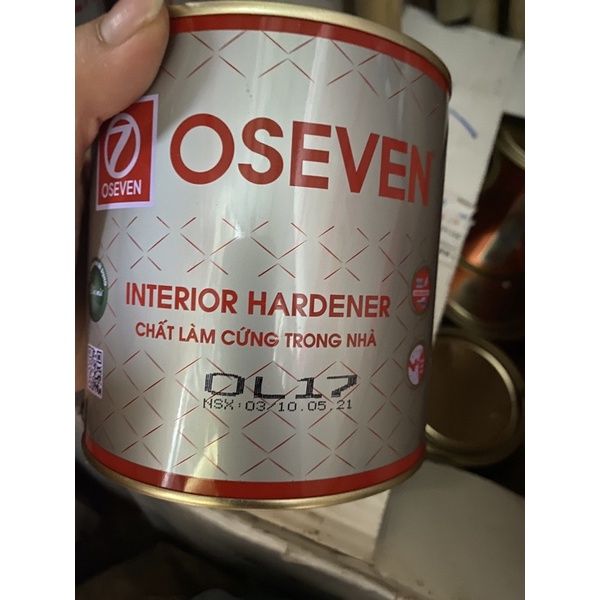 7
OSEVEN
OSEVEN
INTERIOR HARDENER
CHẤT LÀM CỨNG TRONG NHÀ
OL17
NSX:03/10.05.21